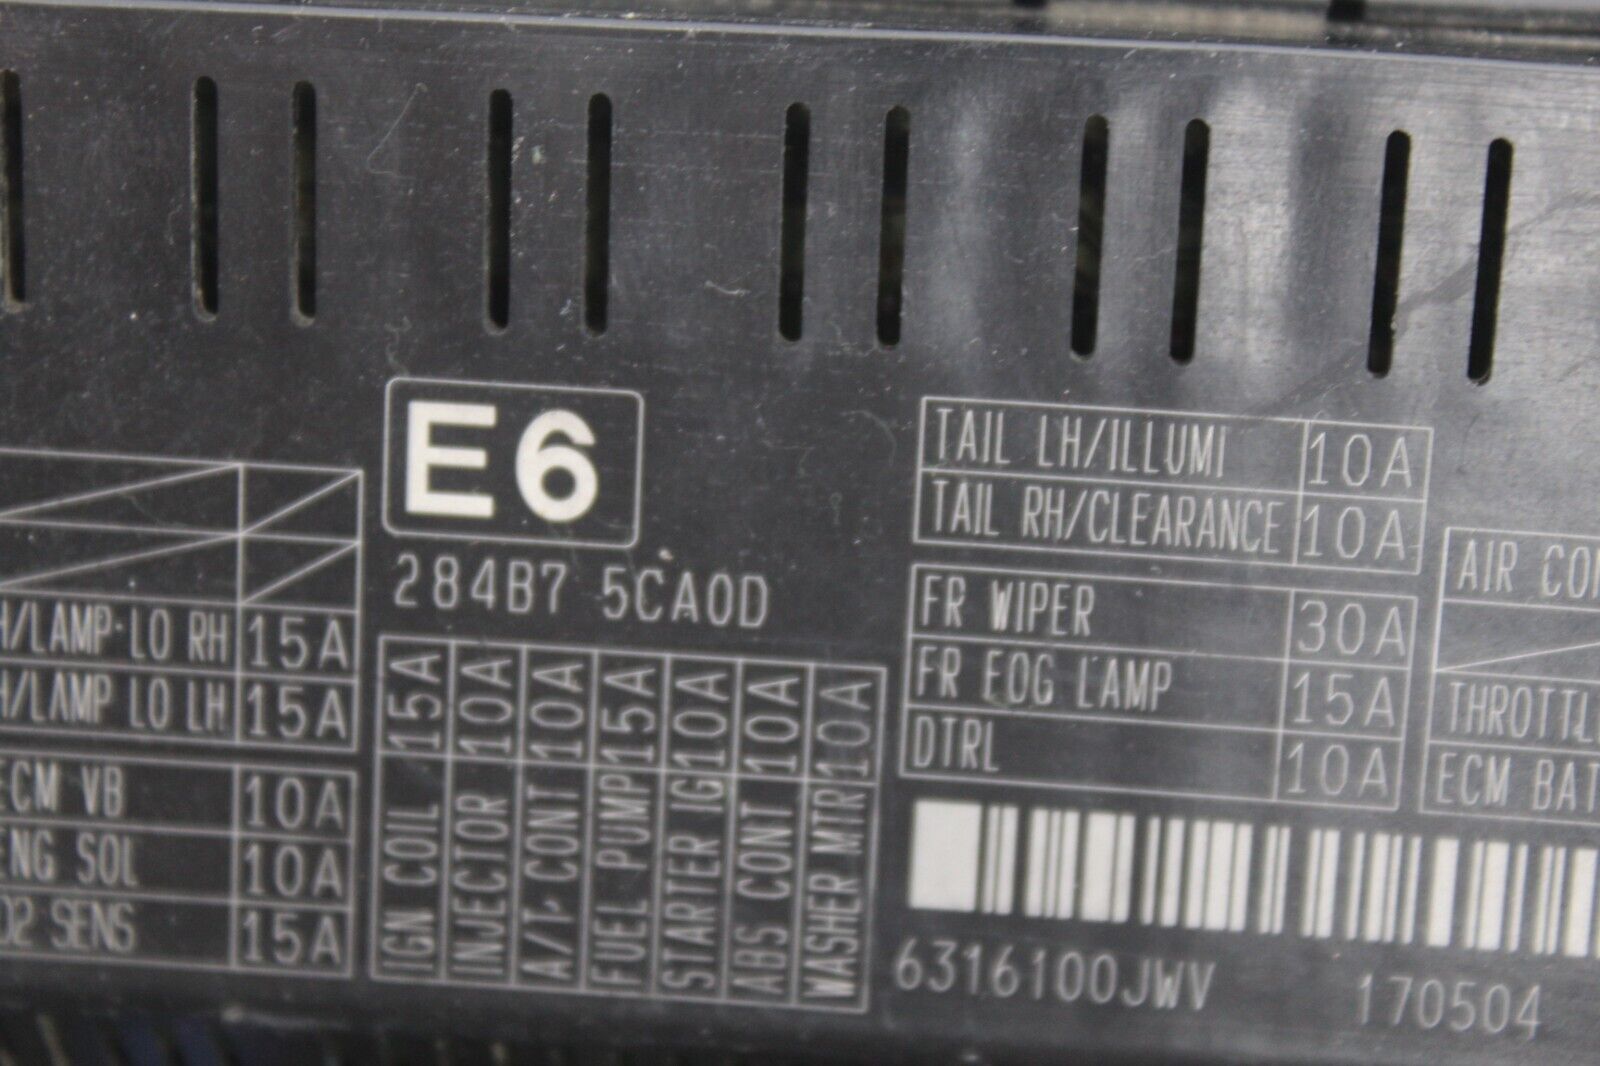 E6
284B7 5CA0D
H/LAMP LO RH 15A
H/LAMP LO LH 15A
ECM VB 10A
ENG SOL 10A
O2 SENS 15A
IGN COIL 15A
INJECTOR 10A
A/T CONT 10A
FUEL PUMP 15A
STARTER IG 10A
ABS CONT 10A
WASHER MTR 10A
TAIL LH/ILLUMI 10A
TAIL RH/CLEARANCE 10A
FR WIPER 30A
FR FOG LAMP 15A
DTRL 10A
AIR CON
THROTTL
ECM BAT
6316100JWV 170504